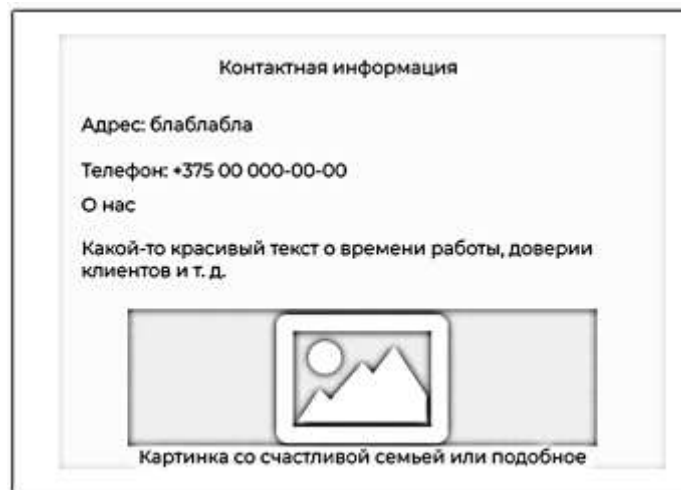 Контактная информация
Адрес: блаблабла
Телефон: +375 00 000-00-00
О нас
Какой-то красивый текст о времени работы, доверии
клиентов и т. д.
Картинка со счастливой семьей или подобное